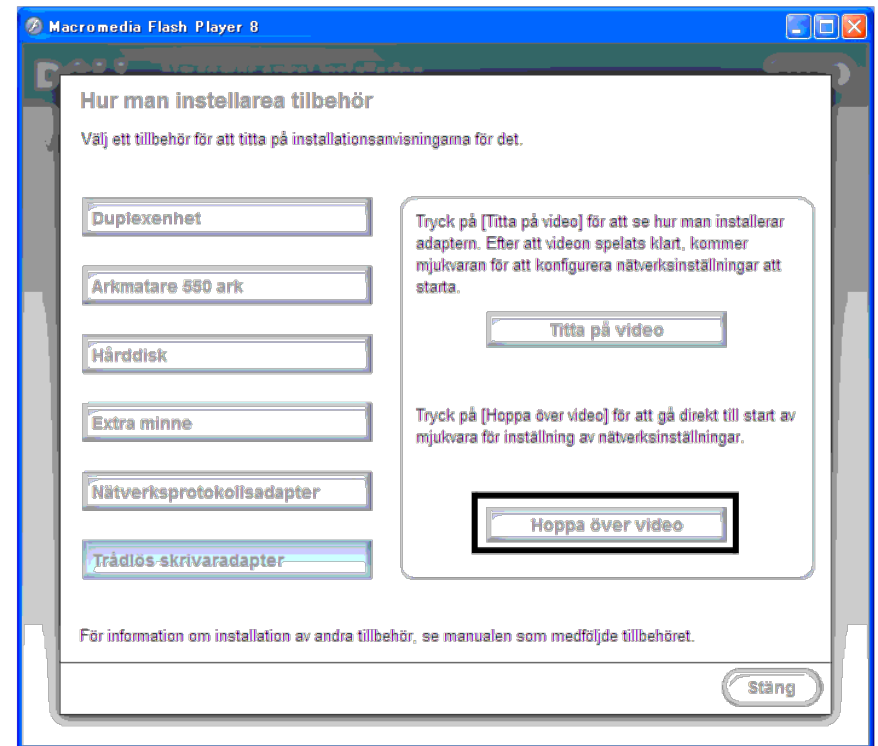 Macromedia Flash Player 8
Hur man instellarea tilbehör
Välj ett tillbehör för att titta på installationsanvisningarna för det.
Duplexenhet
Arkmatare 550 ark
Hårddisk
Extra minne
Nätverksprotokollsadapter
Trådlös skrivaradapter
Tryck på [Titta på video] för att se hur man installerar
adaptern. Efter att videon spelats klart, kommer
mjukvaran för att konfigurera nätverksinställningar att
starta.
Titta på video
Tryck på [Hoppa över video] för att gå direkt till start av
mjukvara för inställning av nätverksinställningar.
Hoppa över video
För information om installation av andra tillbehör, se manualen som medföljde tillbehöret.
Stäng